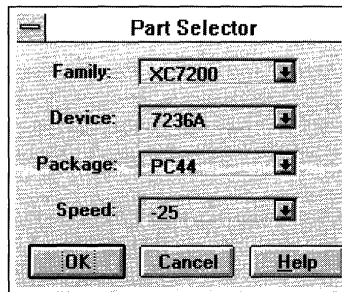 Part Selector
Family: XC7200
Device: 7236A
Package: PC44
Speed: -25
OK Cancel Help